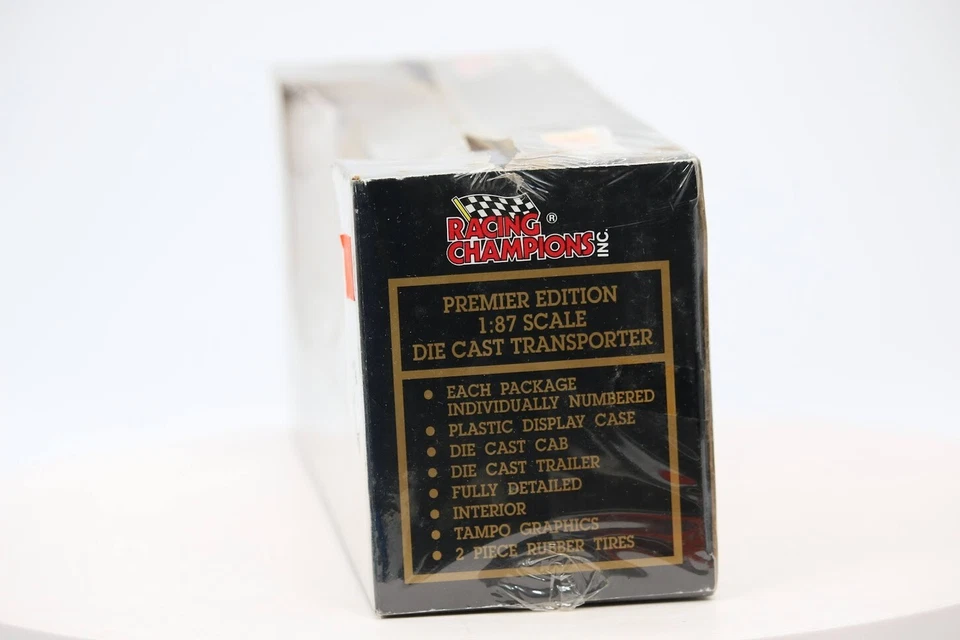 RACING ®
CHAMPIONS INC.
PREMIER EDITION
1:87 SCALE
DIE CAST TRANSPORTER
• EACH PACKAGE
INDIVIDUALLY NUMBERED
• PLASTIC DISPLAY CASE
• DIE CAST CAB
• DIE CAST TRAILER
• FULLY DETAILED
• INTERIOR
• TAMPO GRAPHICS
• 2 PIECE RUBBER TIRES